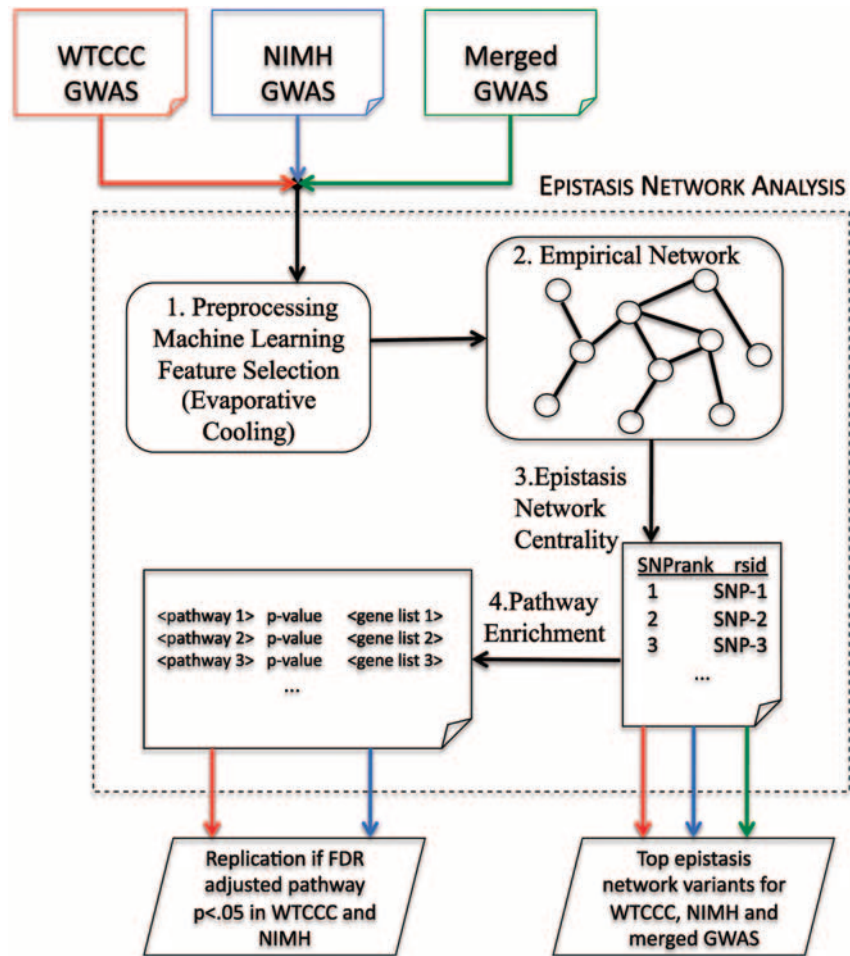 WTCCC
GWAS
NIMH
GWAS
Merged
GWAS
EPISTASIS NETWORK ANALYSIS
1. Preprocessing
Machine Learning
Feature Selection
(Evaporative
Cooling)
2. Empirical Network
3.Epistasis
Network
Centrality
SNPrank rsid
1 SNP-1
2 SNP-2
3 SNP-3
...
4.Pathway
Enrichment
<pathway 1> p-value <gene list 1>
<pathway 2> p-value <gene list 2>
<pathway 3> p-value <gene list 3>
...
Replication if FDR
adjusted pathway
p<.05 in WTCCC and
NIMH
Top epistasis
network variants for
WTCCC, NIMH and
merged GWAS